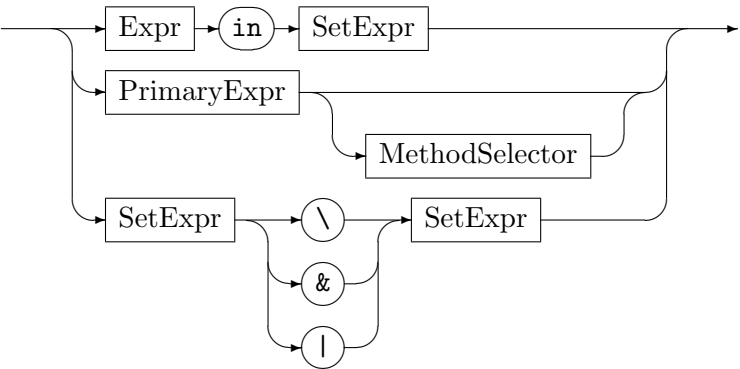 Expr in SetExpr
PrimaryExpr
MethodSelector
SetExpr \ SetExpr
&
|